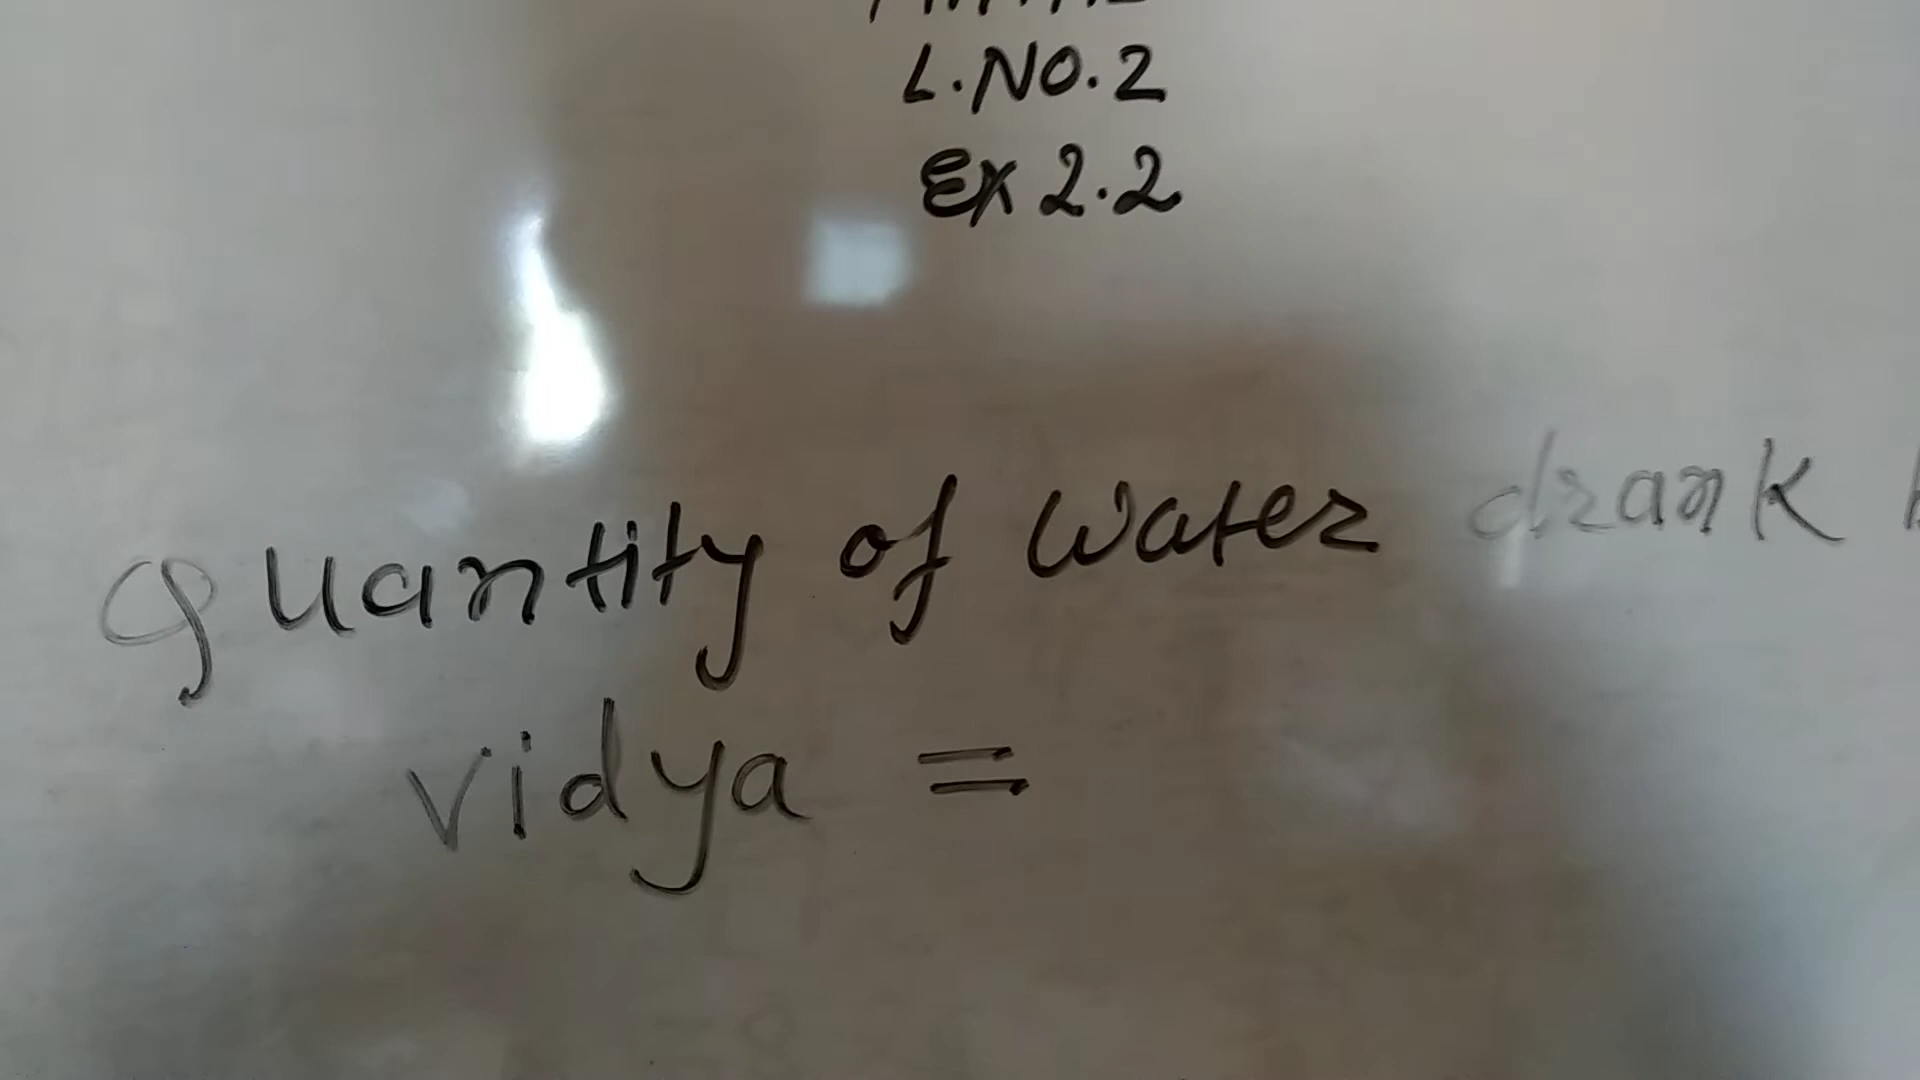 L.NO.2
Ex 2.2
Quantity of Water drank
vidya =